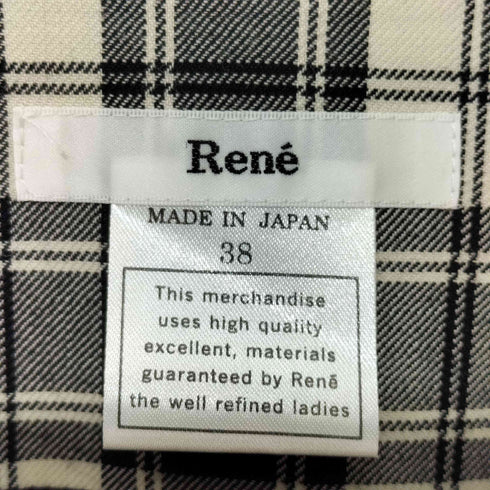 René
MADE IN JAPAN
38
This merchandise
uses high quality
excellent, materials
guaranteed by René
the well refined ladies